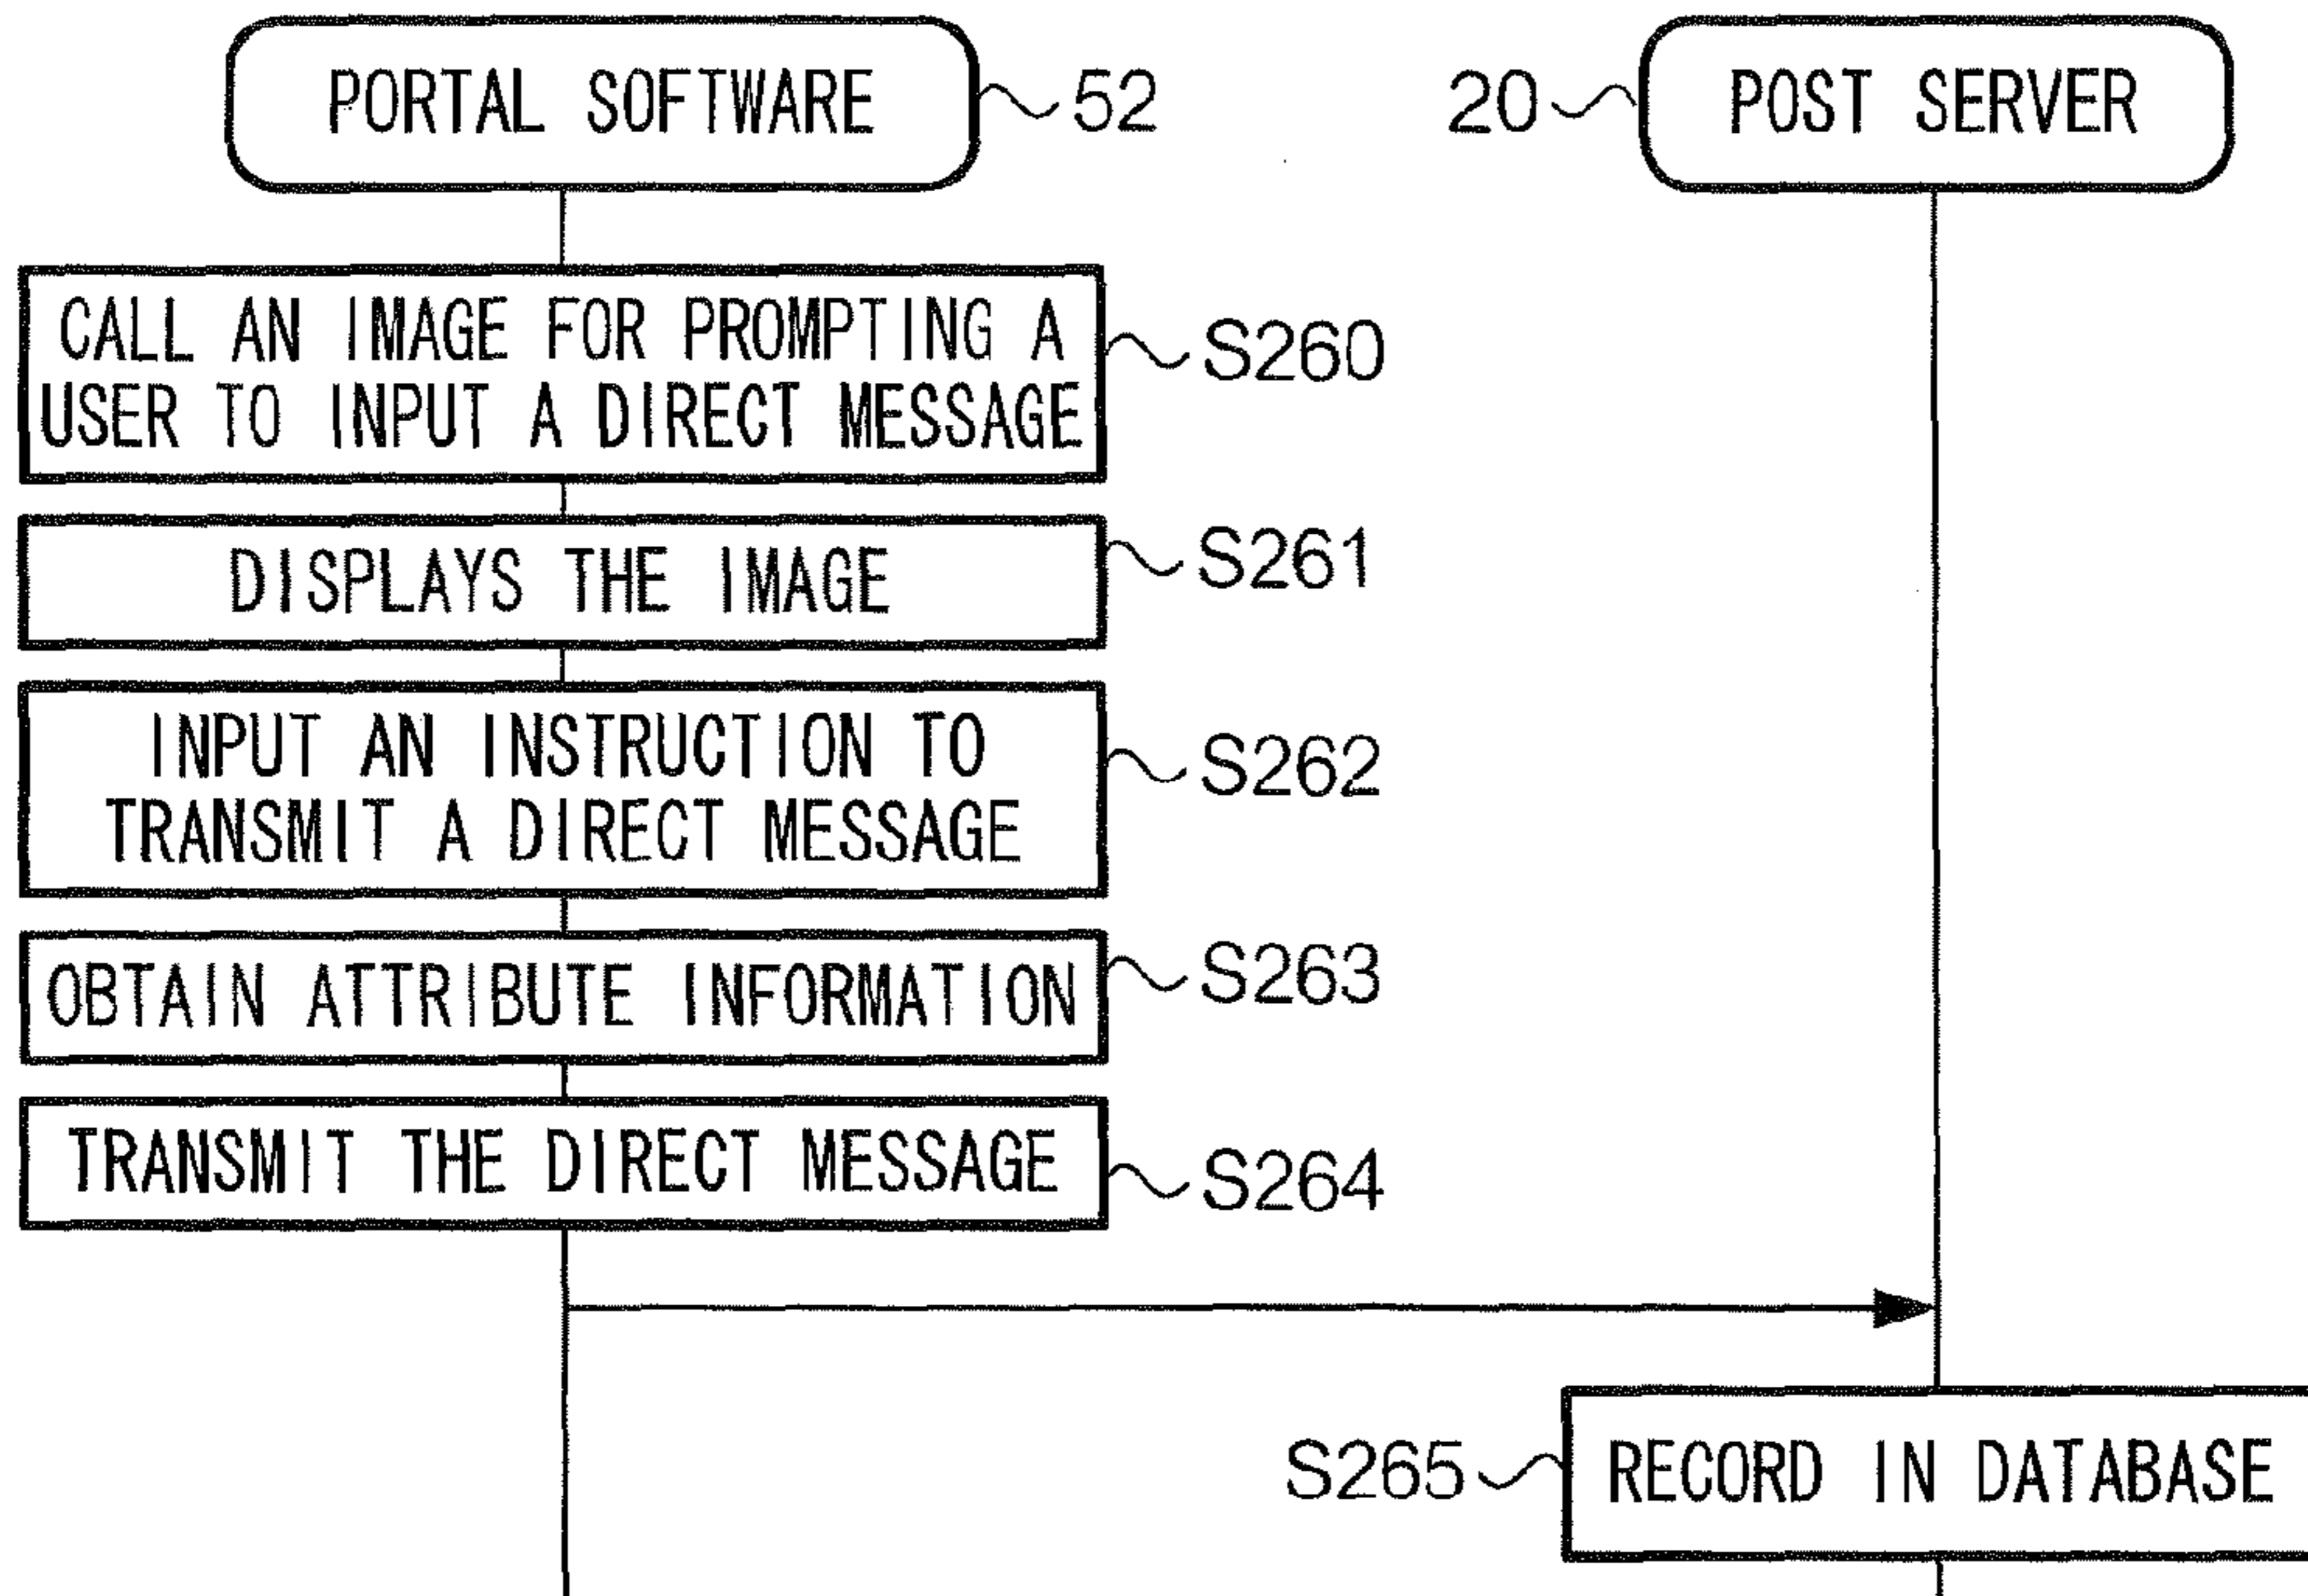 PORTAL SOFTWARE
52
20
POST SERVER
CALL AN IMAGE FOR PROMPTING A
USER TO INPUT A DIRECT MESSAGE
S260
DISPLAYS THE IMAGE
S261
INPUT AN INSTRUCTION TO
TRANSMIT A DIRECT MESSAGE
S262
OBTAIN ATTRIBUTE INFORMATION
S263
TRANSMIT THE DIRECT MESSAGE
S264
S265
RECORD IN DATABASE